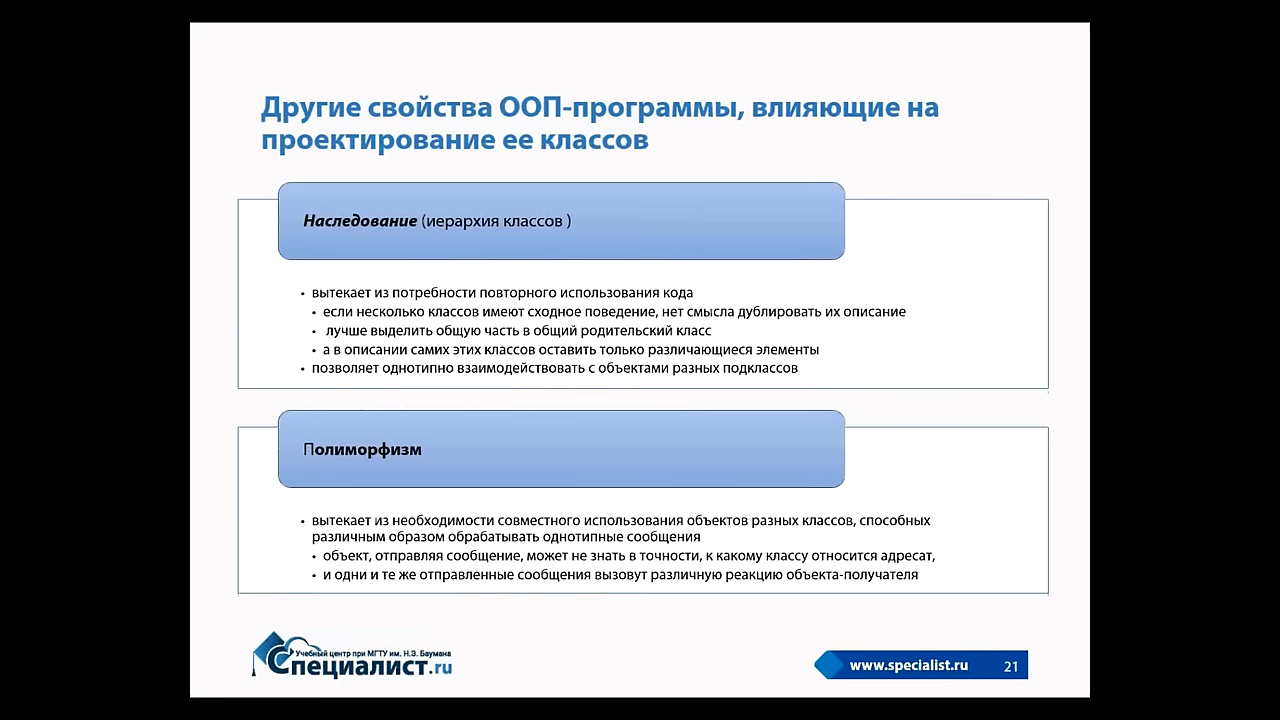 Другие свойства ООП-программы, влияющие на
проектирование ее классов
Наследование (иерархия классов )
• вытекает из потребности повторного использования кода
• если несколько классов имеют сходное поведение, нет смысла дублировать их описание
• лучше выделить общую часть в общий родительский класс
• а в описании самих этих классов оставить только различающиеся элементы
• позволяет однотипно взаимодействовать с объектами разных подклассов
Полиморфизм
• вытекает из необходимости совместного использования объектов разных классов, способных
различным образом обрабатывать однотипные сообщения
• объект, отправляя сообщение, может не знать в точности, к какому классу относится адресат,
• и одни и те же отправленные сообщения вызовут различную реакцию объекта-получателя
Учебный центр при МГТУ им. Н.Э. Баумана
Специалист.ru
www.specialist.ru 21